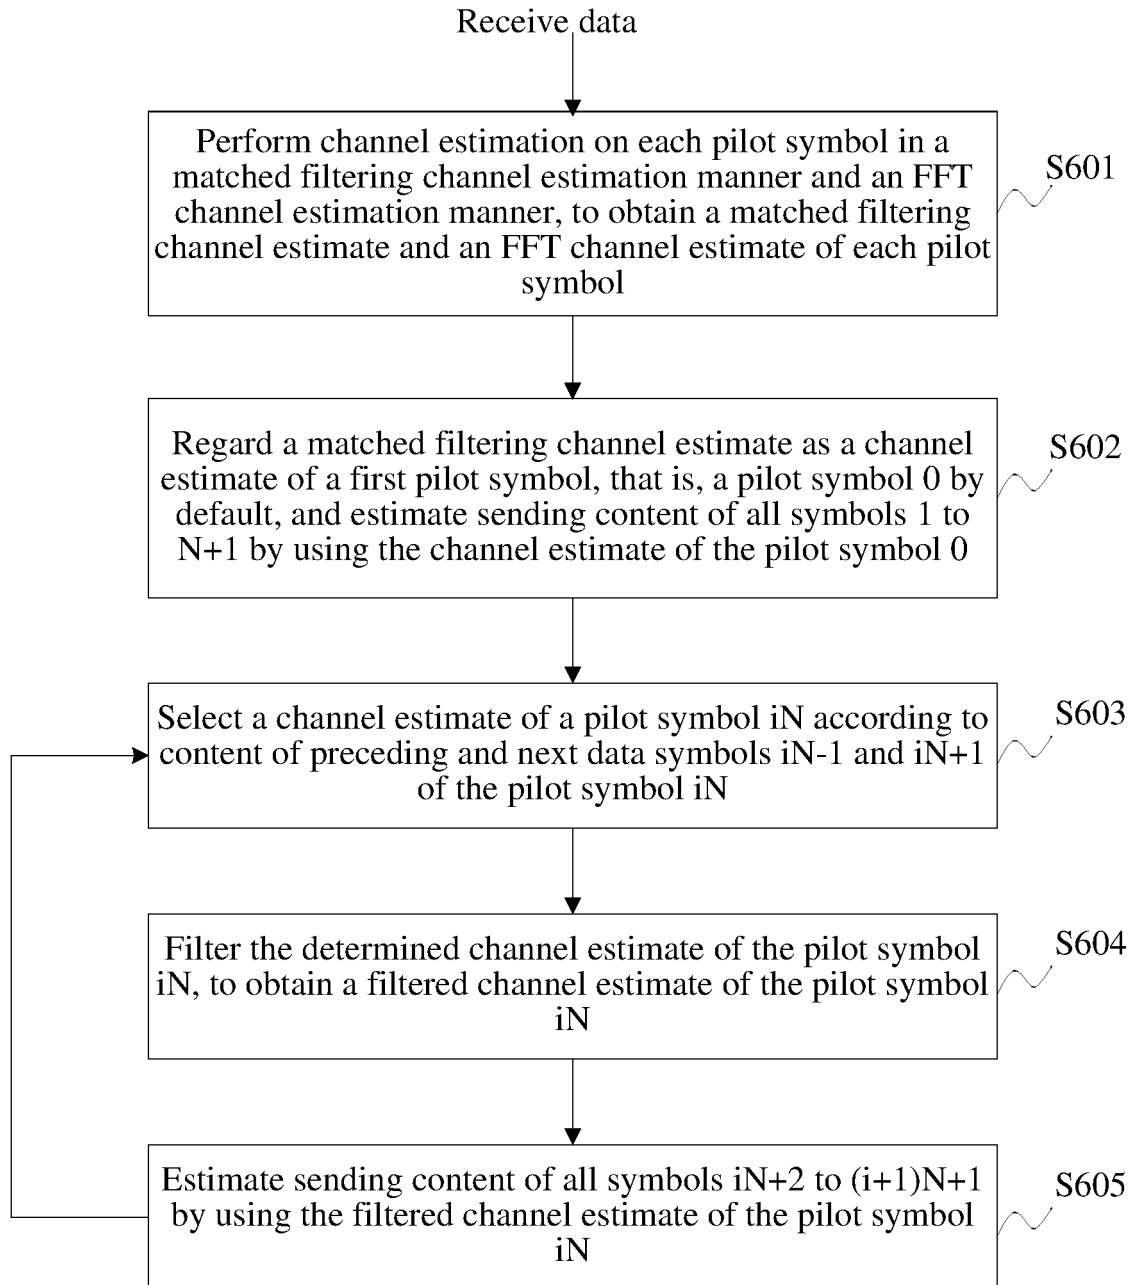 Receive data
Perform channel estimation on each pilot symbol in a
matched filtering channel estimation manner and an FFT
channel estimation manner, to obtain a matched filtering
channel estimate and an FFT channel estimate of each pilot
symbol
S601
Regard a matched filtering channel estimate as a channel
estimate of a first pilot symbol, that is, a pilot symbol 0 by
default, and estimate sending content of all symbols 1 to
N+1 by using the channel estimate of the pilot symbol 0
S602
Select a channel estimate of a pilot symbol iN according to
content of preceding and next data symbols iN-1 and iN+1
of the pilot symbol iN
S603
Filter the determined channel estimate of the pilot symbol
iN, to obtain a filtered channel estimate of the pilot symbol
iN
S604
Estimate sending content of all symbols iN+2 to (i+1)N+1
by using the filtered channel estimate of the pilot symbol
iN
S605